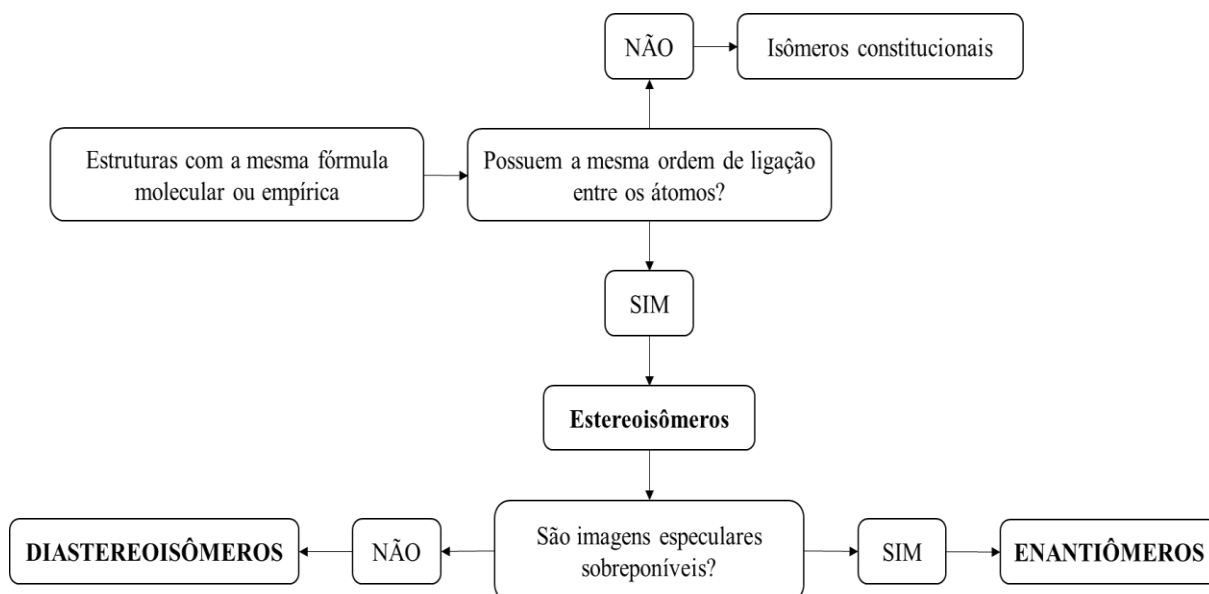 NÃO
Isômeros constitucionais
Estruturas com a mesma fórmula
molecular ou empírica
Possuem a mesma ordem de ligação
entre os átomos?
SIM
Estereoisômeros
DIASTEREOISÔMEROS
NÃO
São imagens especulares
sobreponíveis?
SIM
ENANTIÔMEROS